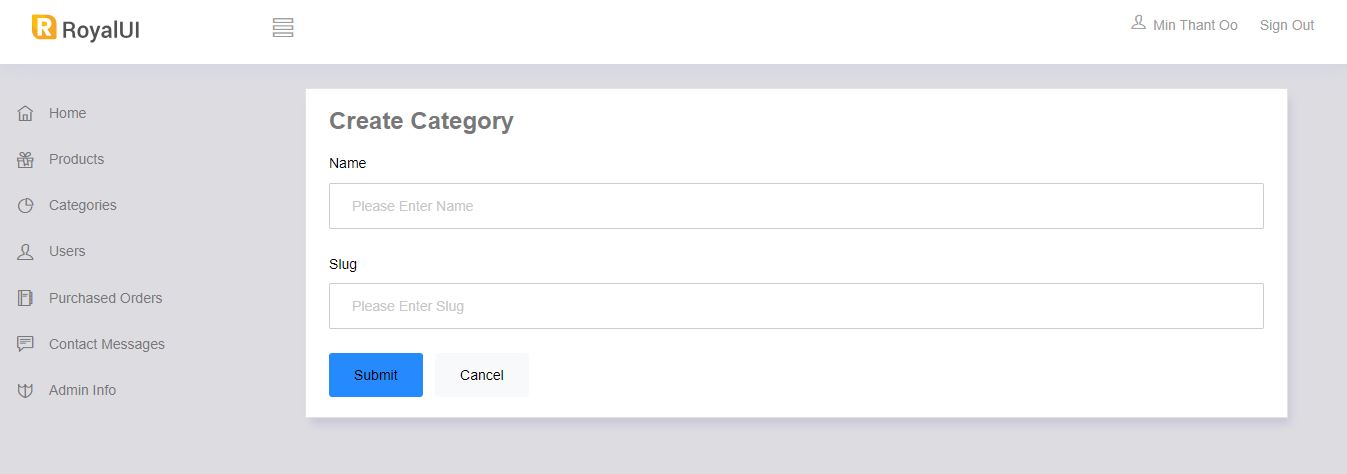 R RoyalUI
Min Thant Oo
Sign Out
Home
Products
Categories
Users
Purchased Orders
Contact Messages
Admin Info
Create Category
Name
Please Enter Name
Slug
Please Enter Slug
Submit
Cancel